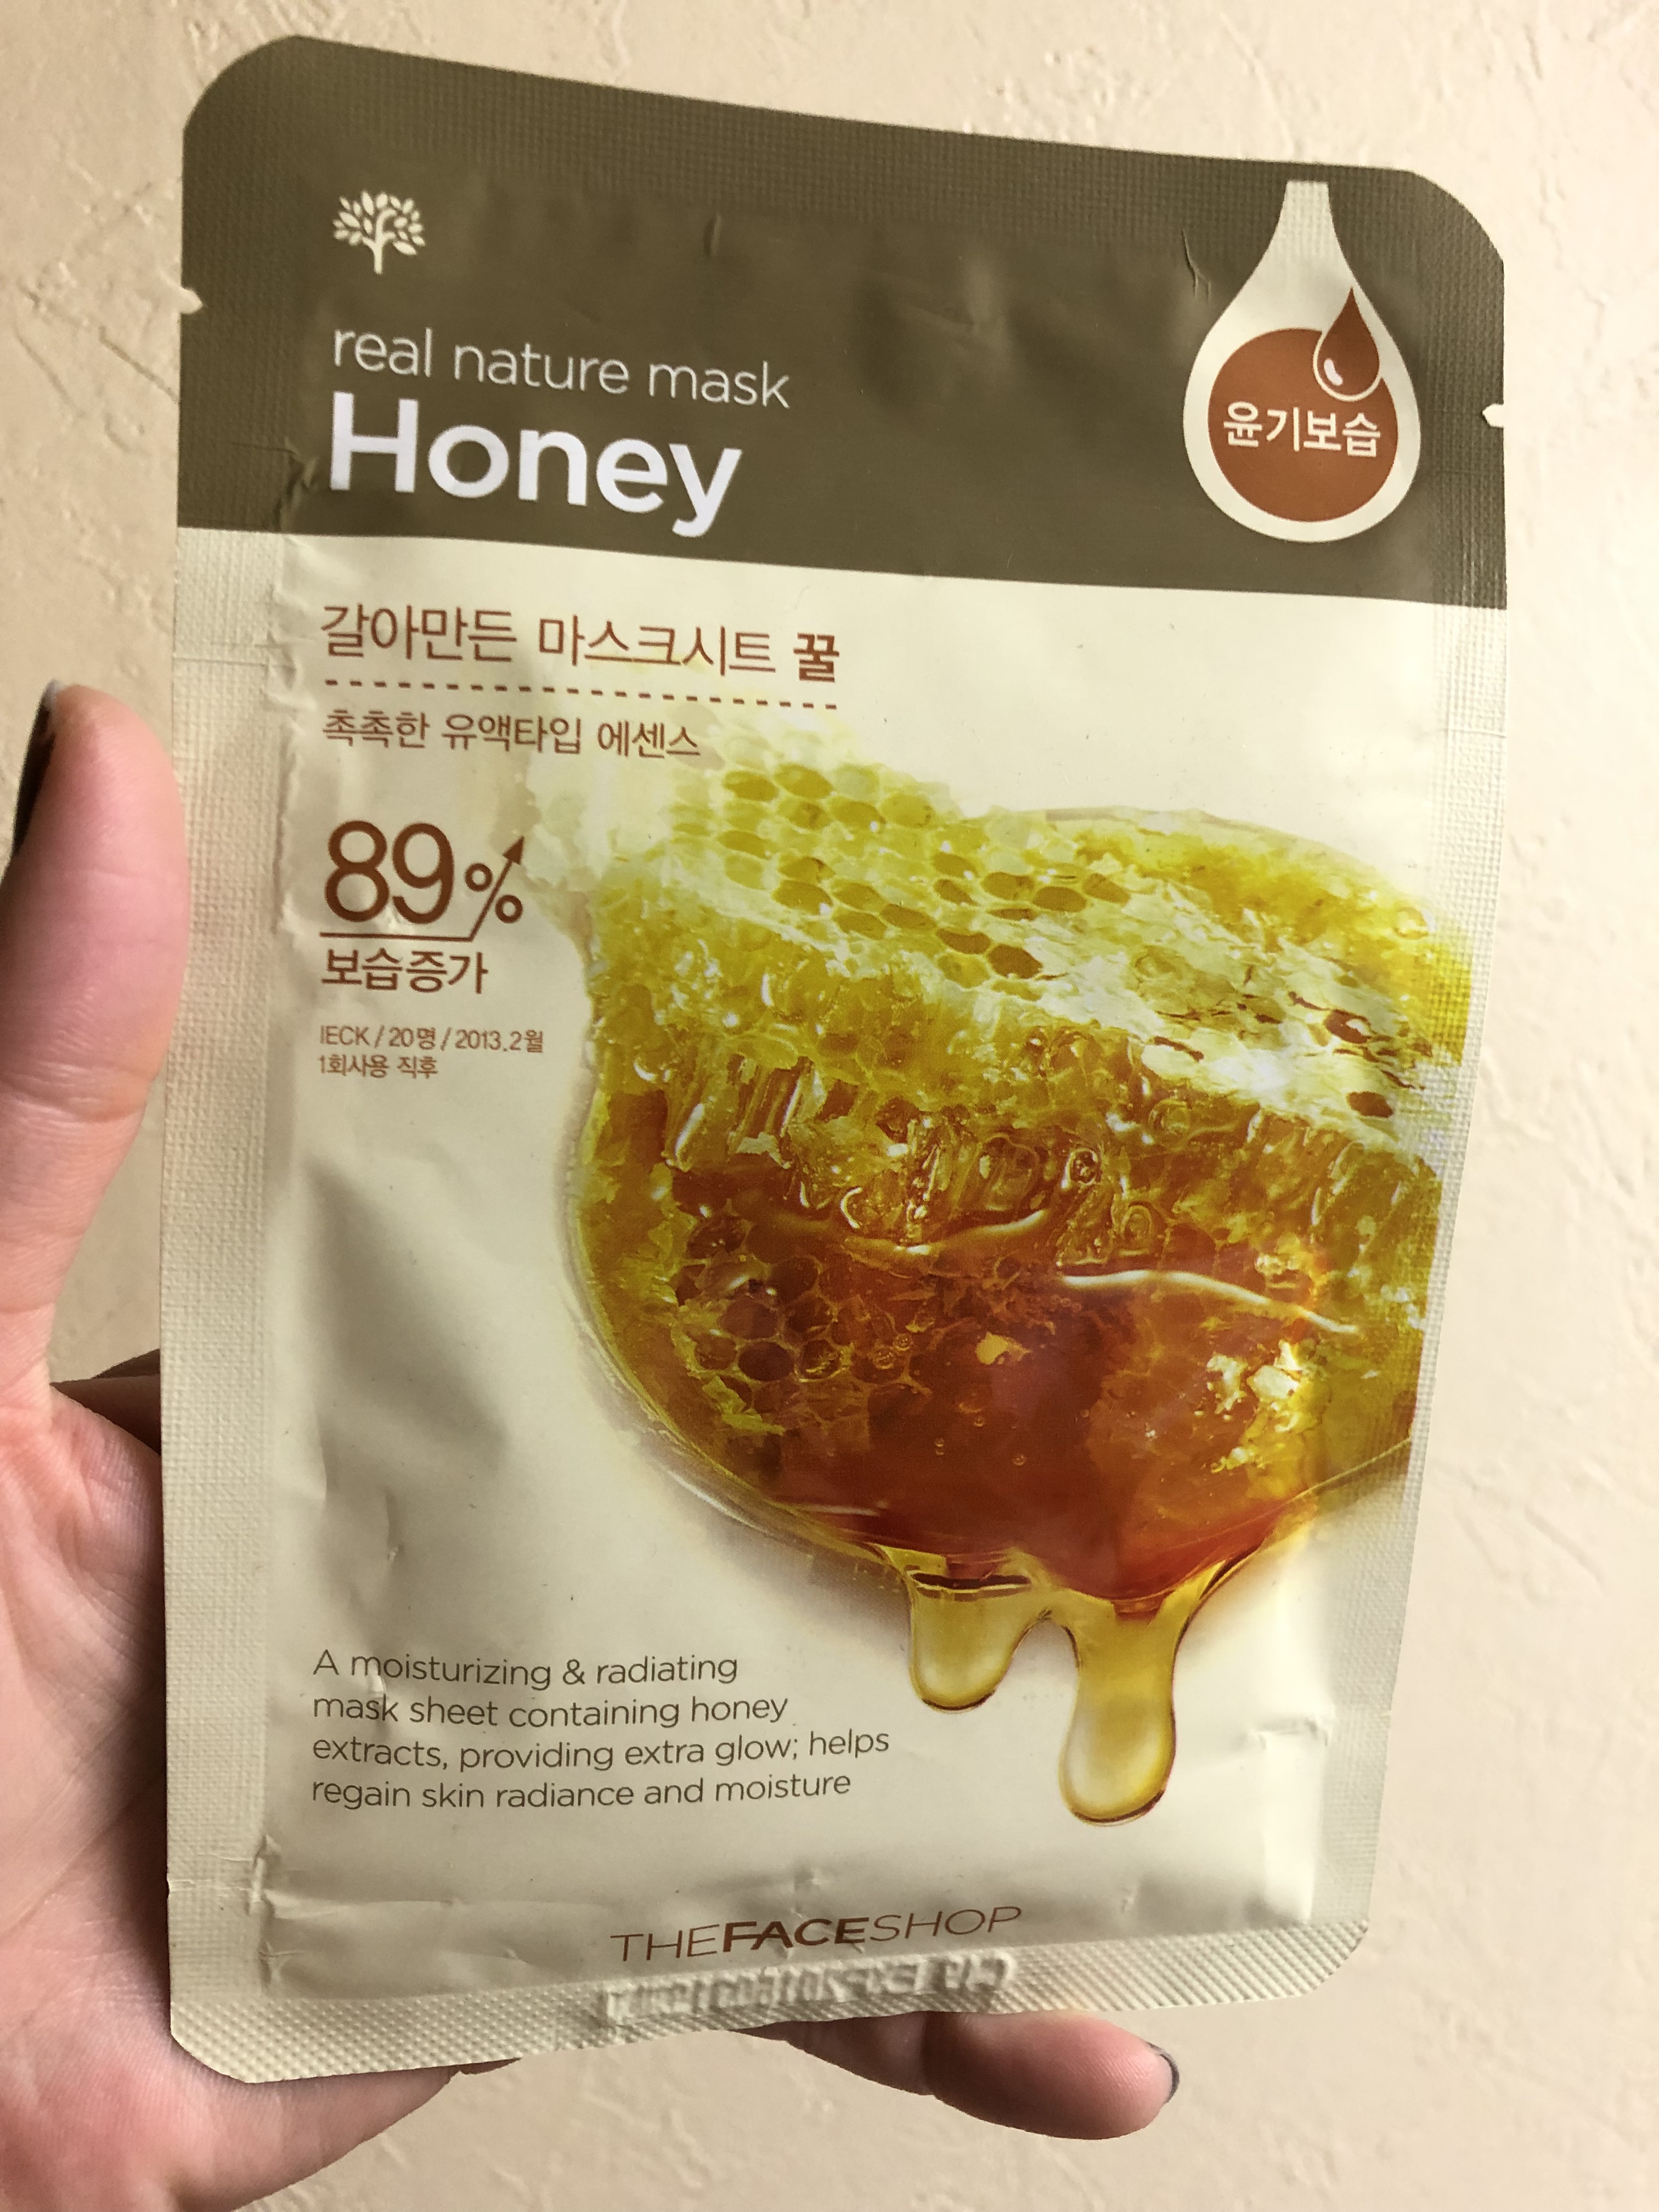 real nature mask
Honey
윤기보습
갈아만든 마스크시트 꿀
촉촉한 유액타입 에센스
89%
보습증가
IECK / 20명 / 2013.2월
1회사용 직후
A moisturizing & radiating
mask sheet containing honey
extracts, providing extra glow; helps
regain skin radiance and moisture
THEFACESHOP